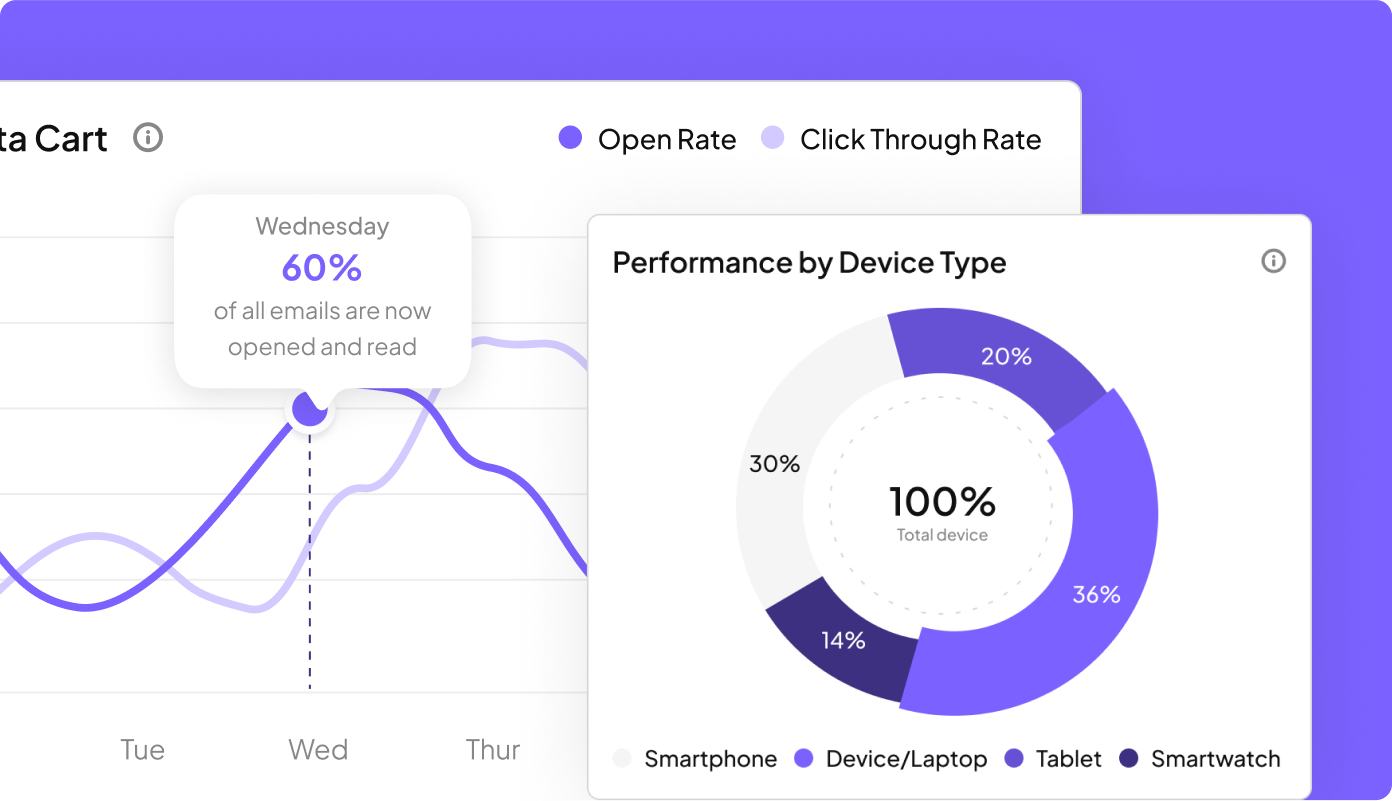 ta Cart
Open Rate
Click Through Rate
Wednesday
60%
of all emails are now
opened and read
Tue
Wed
Thur
Performance by Device Type
20%
30%
100%
Total device
36%
14%
Smartphone
Device/Laptop
Tablet
Smartwatch